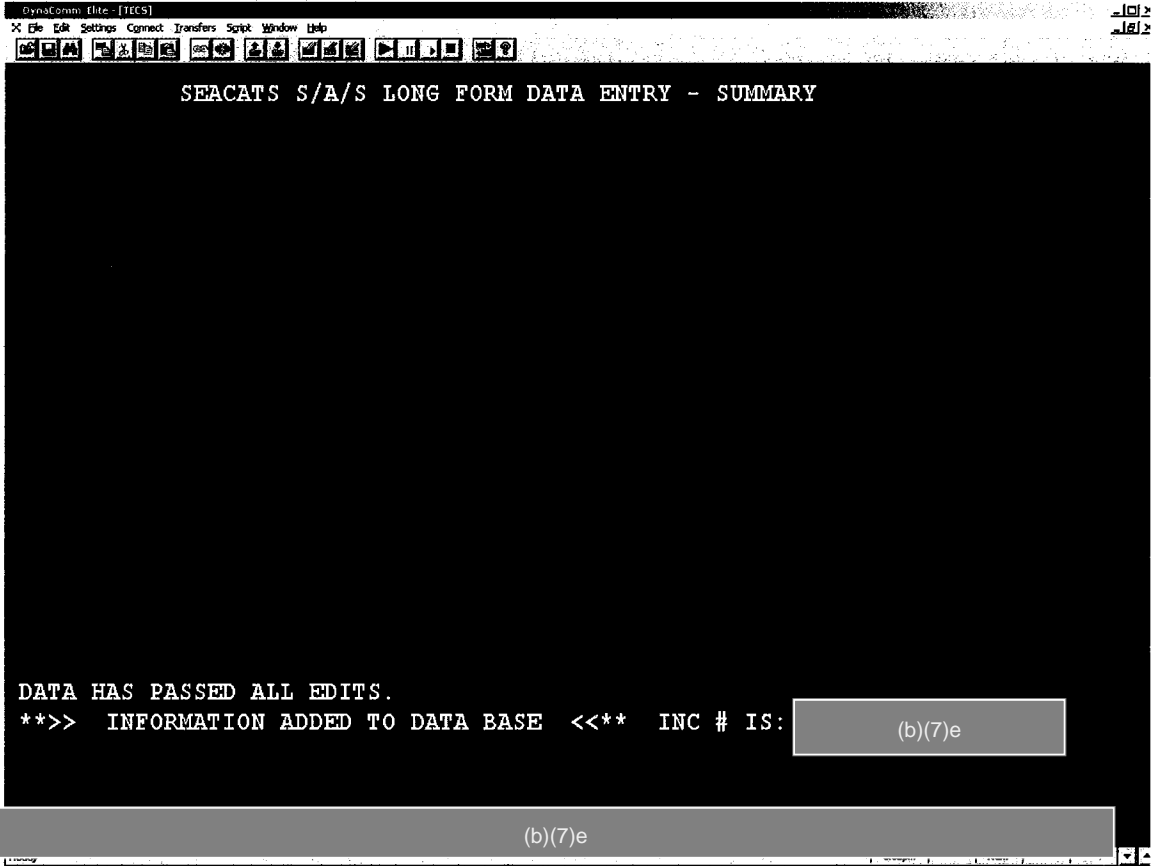 DynaComm Elite - [TECS]
File Edit Settings Connect Transfers Script Window Help
SEACATS S/A/S LONG FORM DATA ENTRY - SUMMARY
DATA HAS PASSED ALL EDITS.
**>> INFORMATION ADDED TO DATA BASE <<** INC # IS: (b)(7)e
(b)(7)e